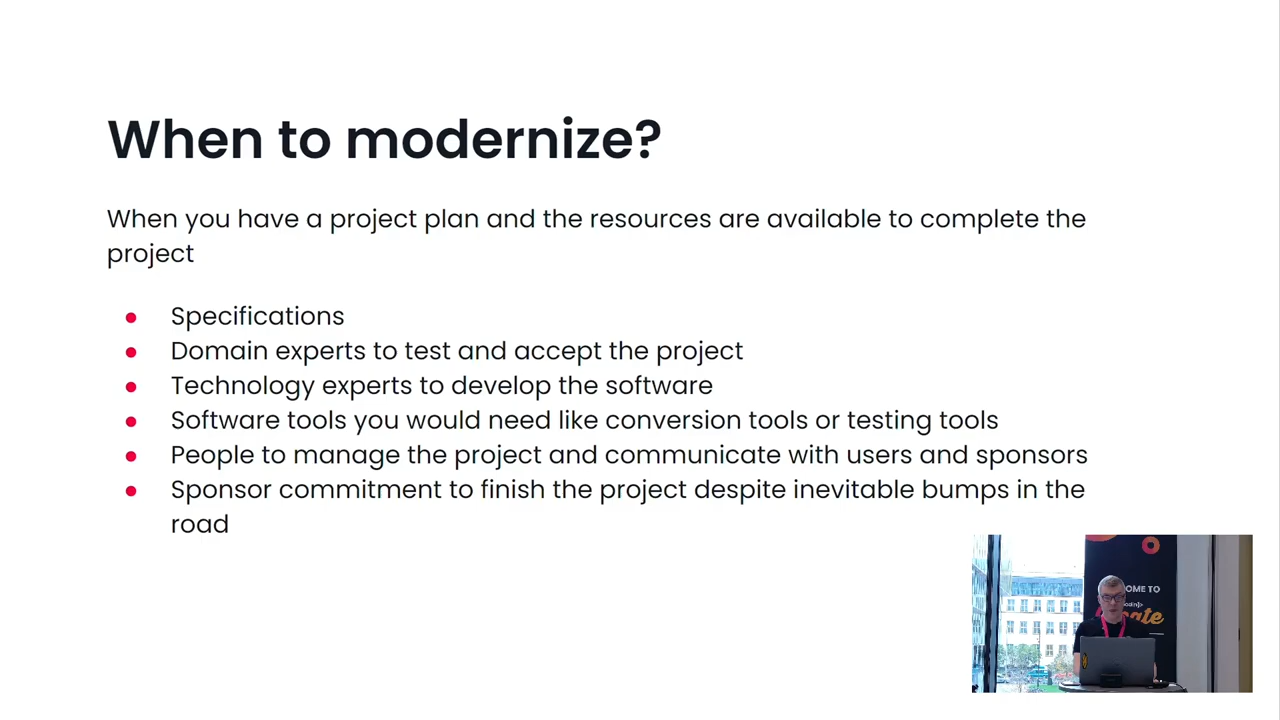 When to modernize?
When you have a project plan and the resources are available to complete the
project
● Specifications
● Domain experts to test and accept the project
● Technology experts to develop the software
● Software tools you would need like conversion tools or testing tools
● People to manage the project and communicate with users and sponsors
● Sponsor commitment to finish the project despite inevitable bumps in the
road
OME TO